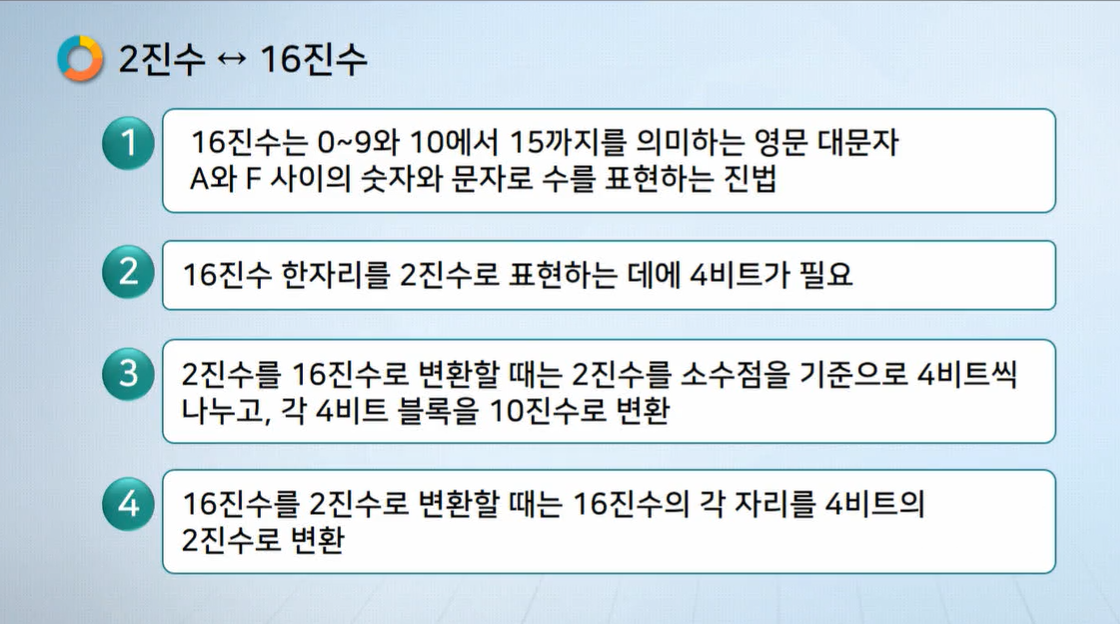 2진수 ↔ 16진수
1
16진수는 0~9와 10에서 15까지를 의미하는 영문 대문자
A와 F 사이의 숫자와 문자로 수를 표현하는 진법
2
16진수 한자리를 2진수로 표현하는 데에 4비트가 필요
3
2진수를 16진수로 변환할 때는 2진수를 소수점을 기준으로 4비트씩
나누고, 각 4비트 블록을 10진수로 변환
4
16진수를 2진수로 변환할 때는 16진수의 각 자리를 4비트의
2진수로 변환